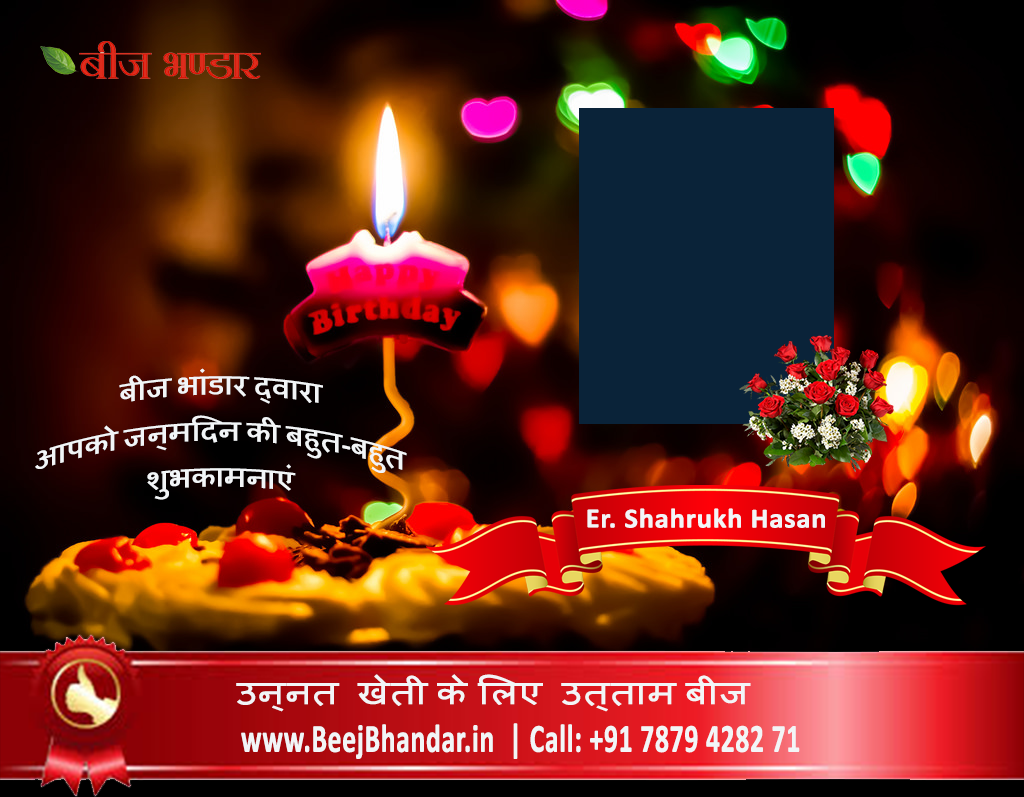 बीज भण्डार
Happy
Birthday
बीज भांडार द्वारा
आपको जन्मदिन की बहुत-बहुत
शुभकामनाएं
Er. Shahrukh Hasan
उन्नत खेती के लिए उत्ताम बीज
www.BeejBhandar.in | Call: +91 7879 4282 71